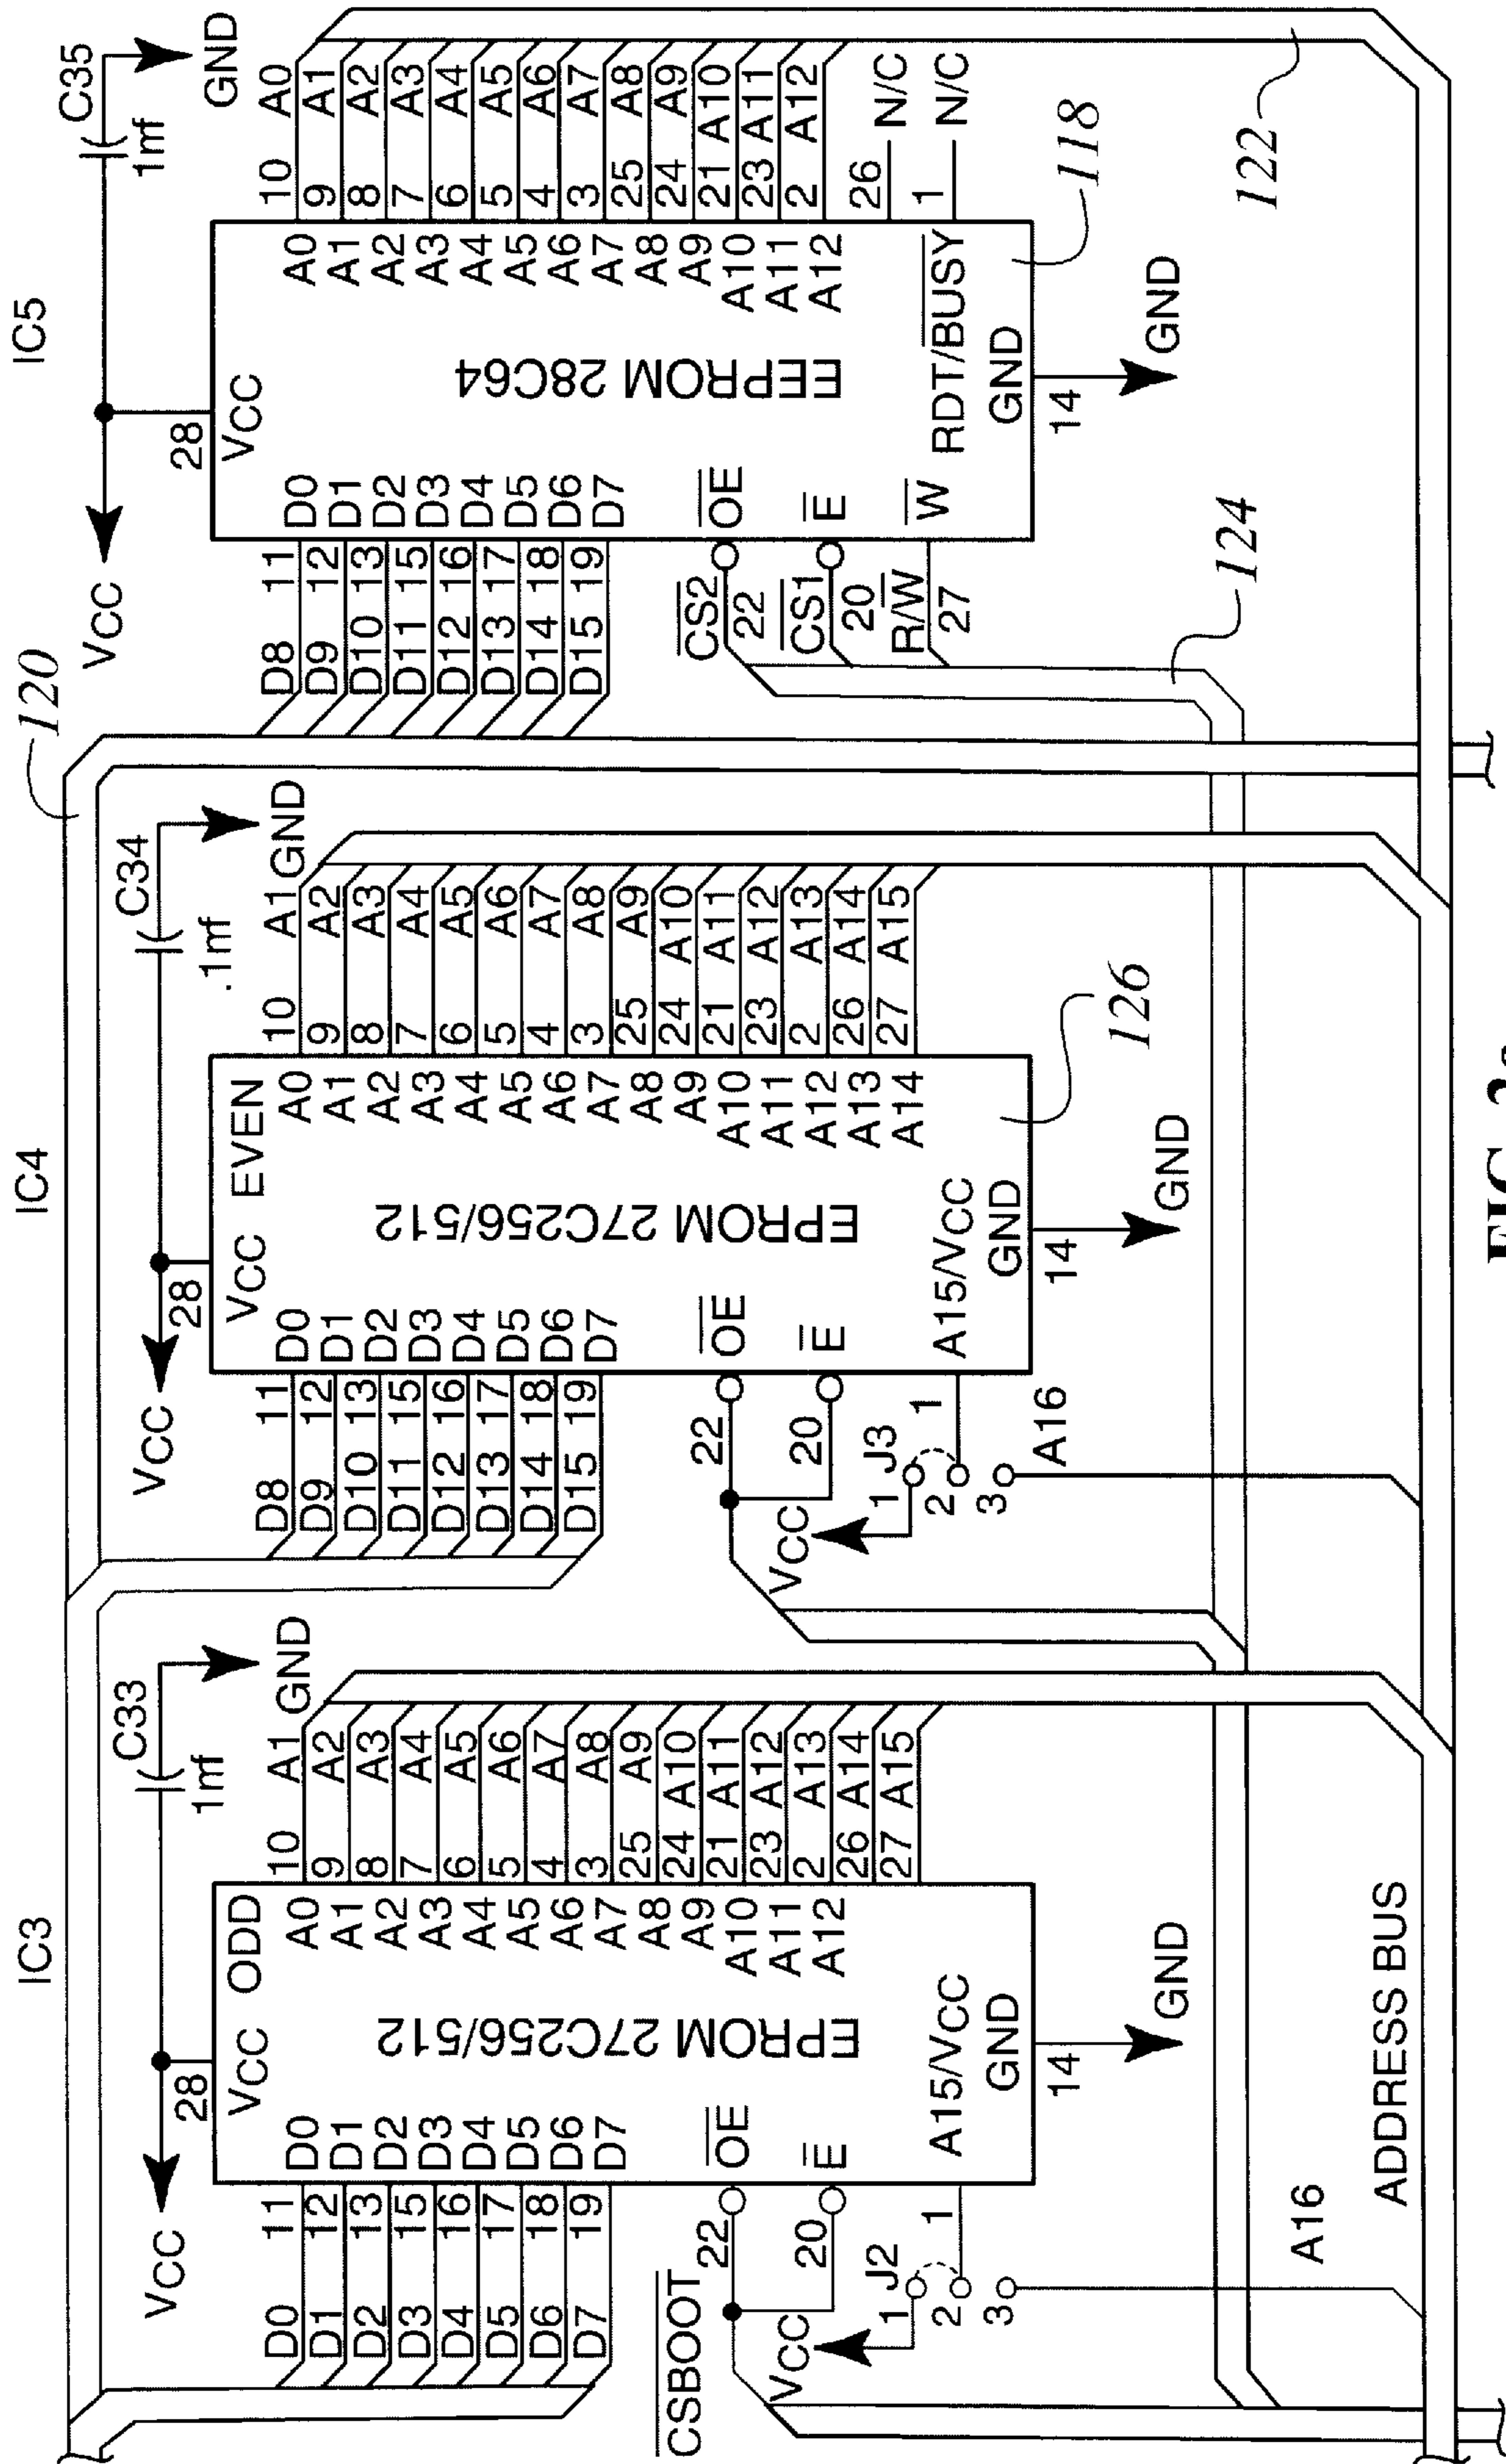 IC3
VCC
C33
1mf
GND
28
VCC ODD
EPROM 27C256/512
D0 11 D0
D1 12 D1
D2 13 D2
D3 15 D3
D4 16 D4
D5 17 D5
D6 18 D6
D7 19 D7
A0 10 A1
A1 9 A2
A2 8 A3
A3 7 A4
A4 6 A5
A5 5 A6
A6 4 A7
A7 3 A8
A8 25 A9
A9 24 A10
A10 21 A11
A11 23 A12
A12 2 A13
26 A14
27 A15
CSBOOT
22 OE
20 E
VCC
J2
1
2
3
1 A15/VCC
GND
14
GND
A16
ADDRESS BUS
IC4
VCC
C34
.1mf
GND
28
VCC EVEN
EPROM 27C256/512
D8 11 D0
D9 12 D1
D10 13 D2
D11 15 D3
D12 16 D4
D13 17 D5
D14 18 D6
D15 19 D7
A0 10 A1
A1 9 A2
A2 8 A3
A3 7 A4
A4 6 A5
A5 5 A6
A6 4 A7
A7 3 A8
A8 25 A9
A9 24 A10
A10 21 A11
A11 23 A12
A12 2 A13
A13 26 A14
A14 27 A15
22 OE
20 E
VCC
J3
1
2
3
1 A15/VCC
GND
14
GND
A16
126
120
IC5
VCC
C35
1mf
GND
28
VCC
EEPROM 28C64
D8 11 D0
D9 12 D1
D10 13 D2
D11 15 D3
D12 16 D4
D13 17 D5
D14 18 D6
D15 19 D7
A0 10 A0
A1 9 A1
A2 8 A2
A3 7 A3
A4 6 A4
A5 5 A5
A6 4 A6
A7 3 A7
A8 25 A8
A9 24 A9
A10 21 A10
A11 23 A11
A12 2 A12
26 N/C
RDT/BUSY 1 N/C
CS2 22 OE
CS1 20 E
R/W 27 W
GND
14
GND
118
122
124